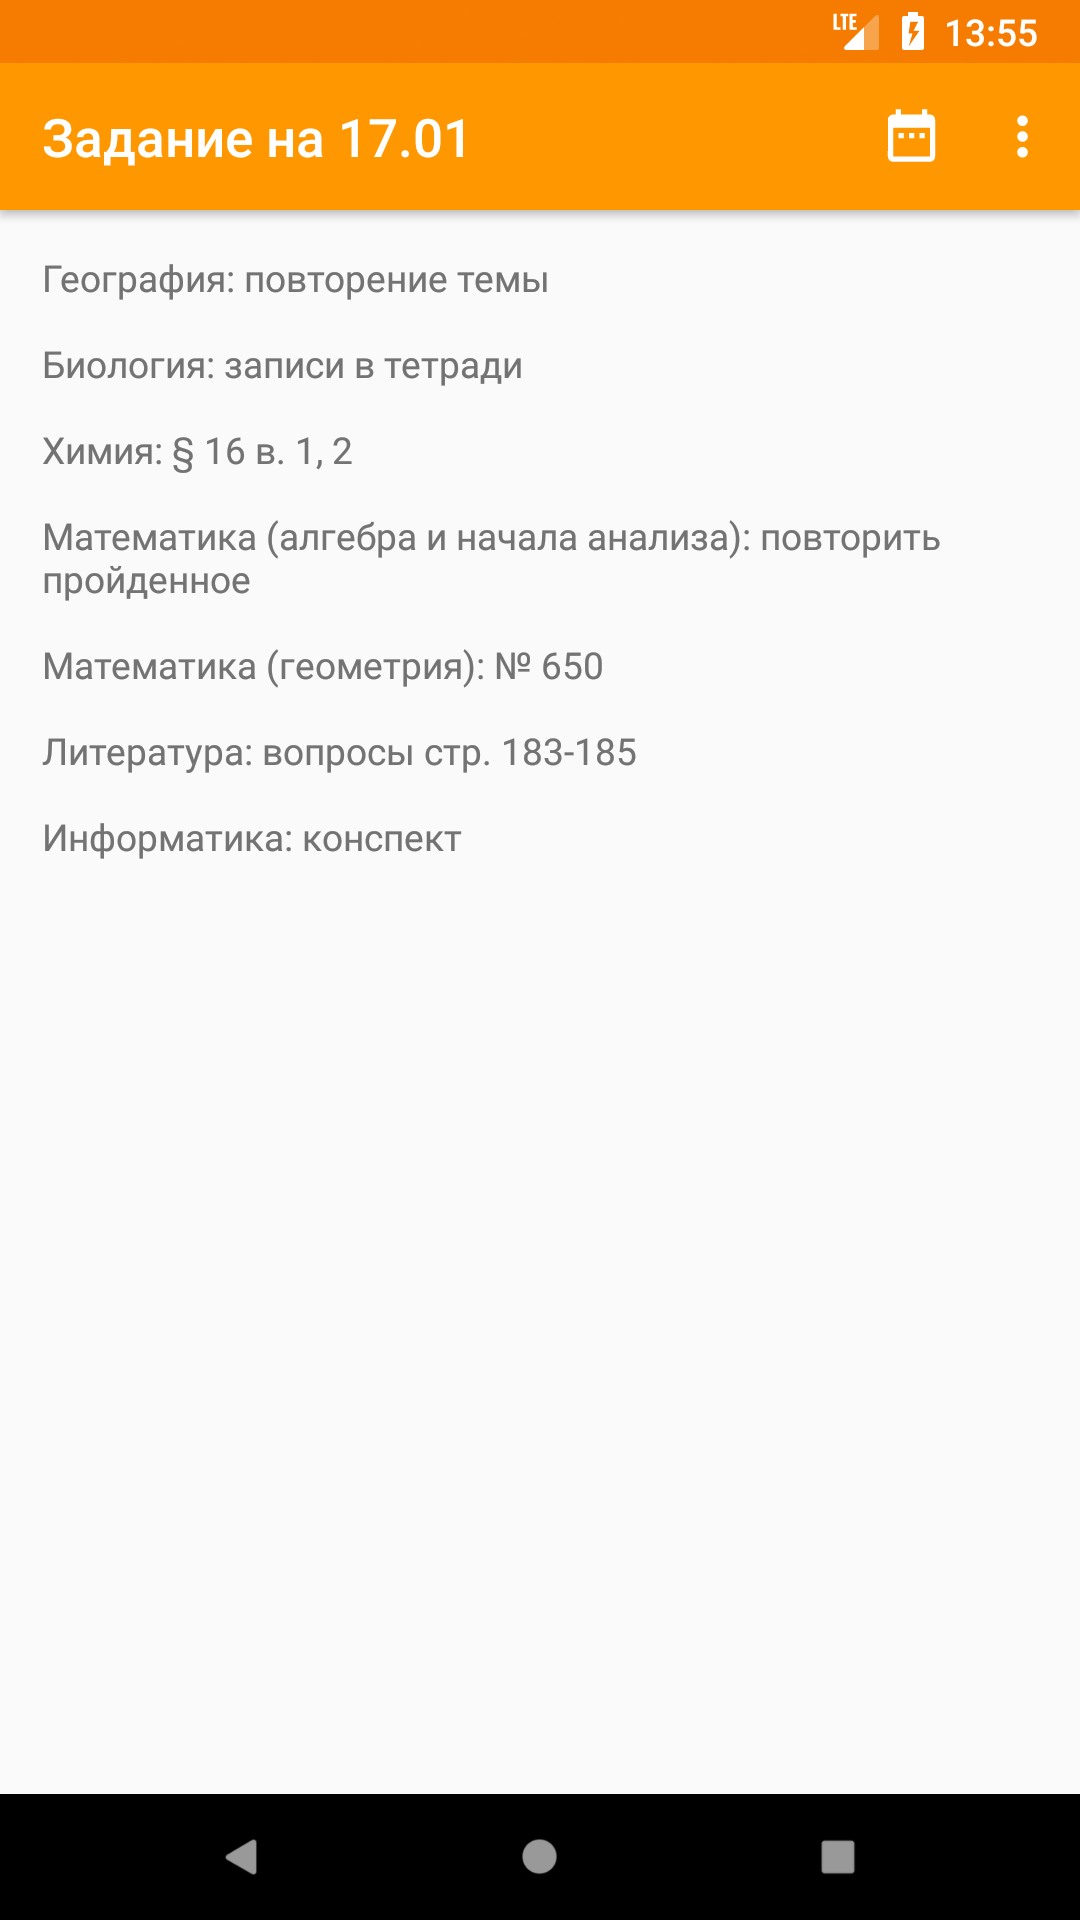 LTE 13:55
Задание на 17.01
География: повторение темы
Биология: записи в тетради
Химия: § 16 в. 1, 2
Математика (алгебра и начала анализа): повторить
пройденное
Математика (геометрия): № 650
Литература: вопросы стр. 183-185
Информатика: конспект